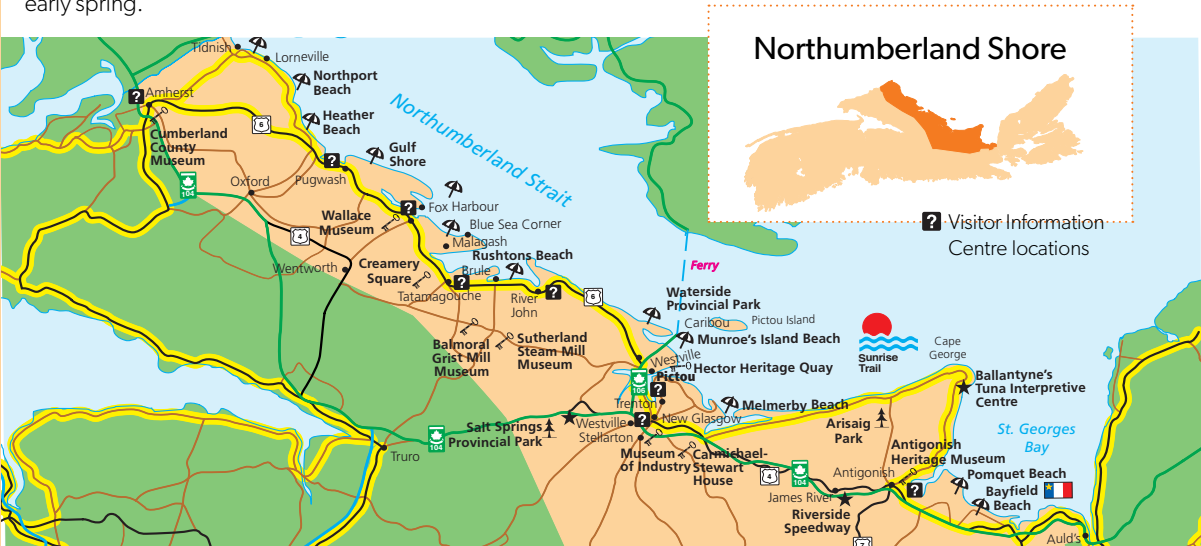 early spring.
Northumberland Shore
Tidnish
Lorneville
Northport
Beach
Amherst
?
Heather
Beach
6
Northumberland Strait
Cumberland
County
Museum
Gulf
Shore
?
Pugwash
Oxford
104
?
Fox Harbour
Wallace
Museum
Blue Sea Corner
Malagash
4
Rushtons Beach
Wentworth
Creamery
Square
Brule
?
Tatamagouche
River
John
?
6
Ferry
? Visitor Information
Centre locations
Waterside
Provincial Park
Caribou
Pictou Island
Balmoral
Grist Mill
Museum
Sutherland
Steam Mill
Museum
Munroe's Island Beach
Westville
Hector Heritage Quay
Pictou
106
?
Sunrise
Trail
Cape
George
Ballantyne's
Tuna Interpretive
Centre
Trenton
Melmerby Beach
New Glasgow
?
Westville
Stellarton
Salt Springs
Provincial Park
104
Truro
Arisaig
Park
St. Georges
Bay
Museum
of Industry
Carmichael-
Stewart
House
Antigonish
Heritage Museum
4
104
Antigonish
?
Pomquet Beach
Bayfield
Beach
James River
Riverside
Speedway
7
Auld's